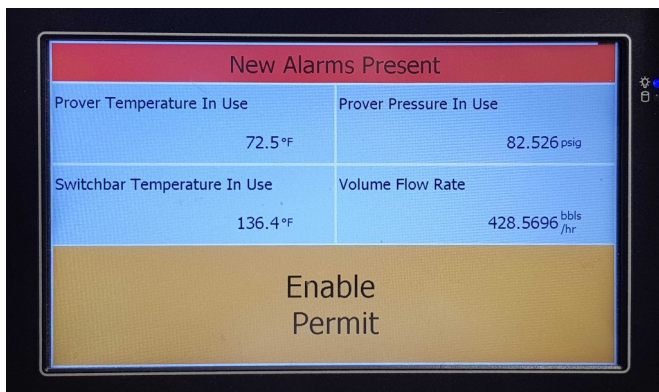 New Alarms Present
Prover Temperature In Use
72.5 °F
Prover Pressure In Use
82.526 psig
Switchbar Temperature In Use
136.4 °F
Volume Flow Rate
428.5696 bbls/hr
Enable
Permit